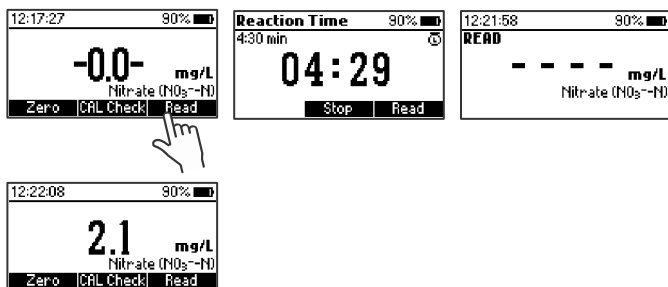 12:17:27 90%
-0.0- mg/L
Nitrate (NO₃⁻-N)
Zero CAL Check Read
Reaction Time 90%
4:30 min
04:29
Stop Read
12:21:58 90%
READ
- - - - mg/L
Nitrate (NO₃⁻-N)
12:22:08 90%
2.1 mg/L
Nitrate (NO₃⁻-N)
Zero CAL Check Read